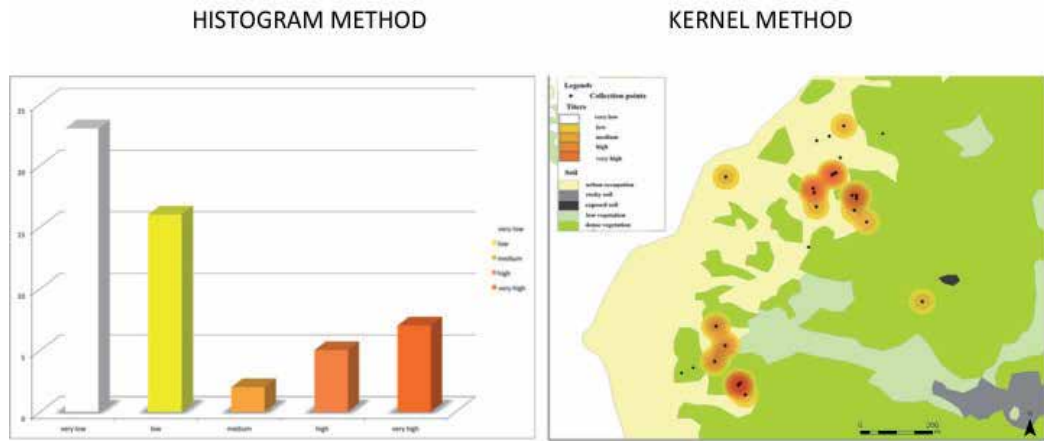 HISTOGRAM METHOD
KERNEL METHOD
25
20
15
10
5
0
very low
low
medium
high
very high
very low
low
medium
high
very high
Legends
Collection points
Titers
very low
low
medium
high
very high
Soil
urban occupation
rocky soil
exposed soil
low vegetation
dense vegetation
0 200
N